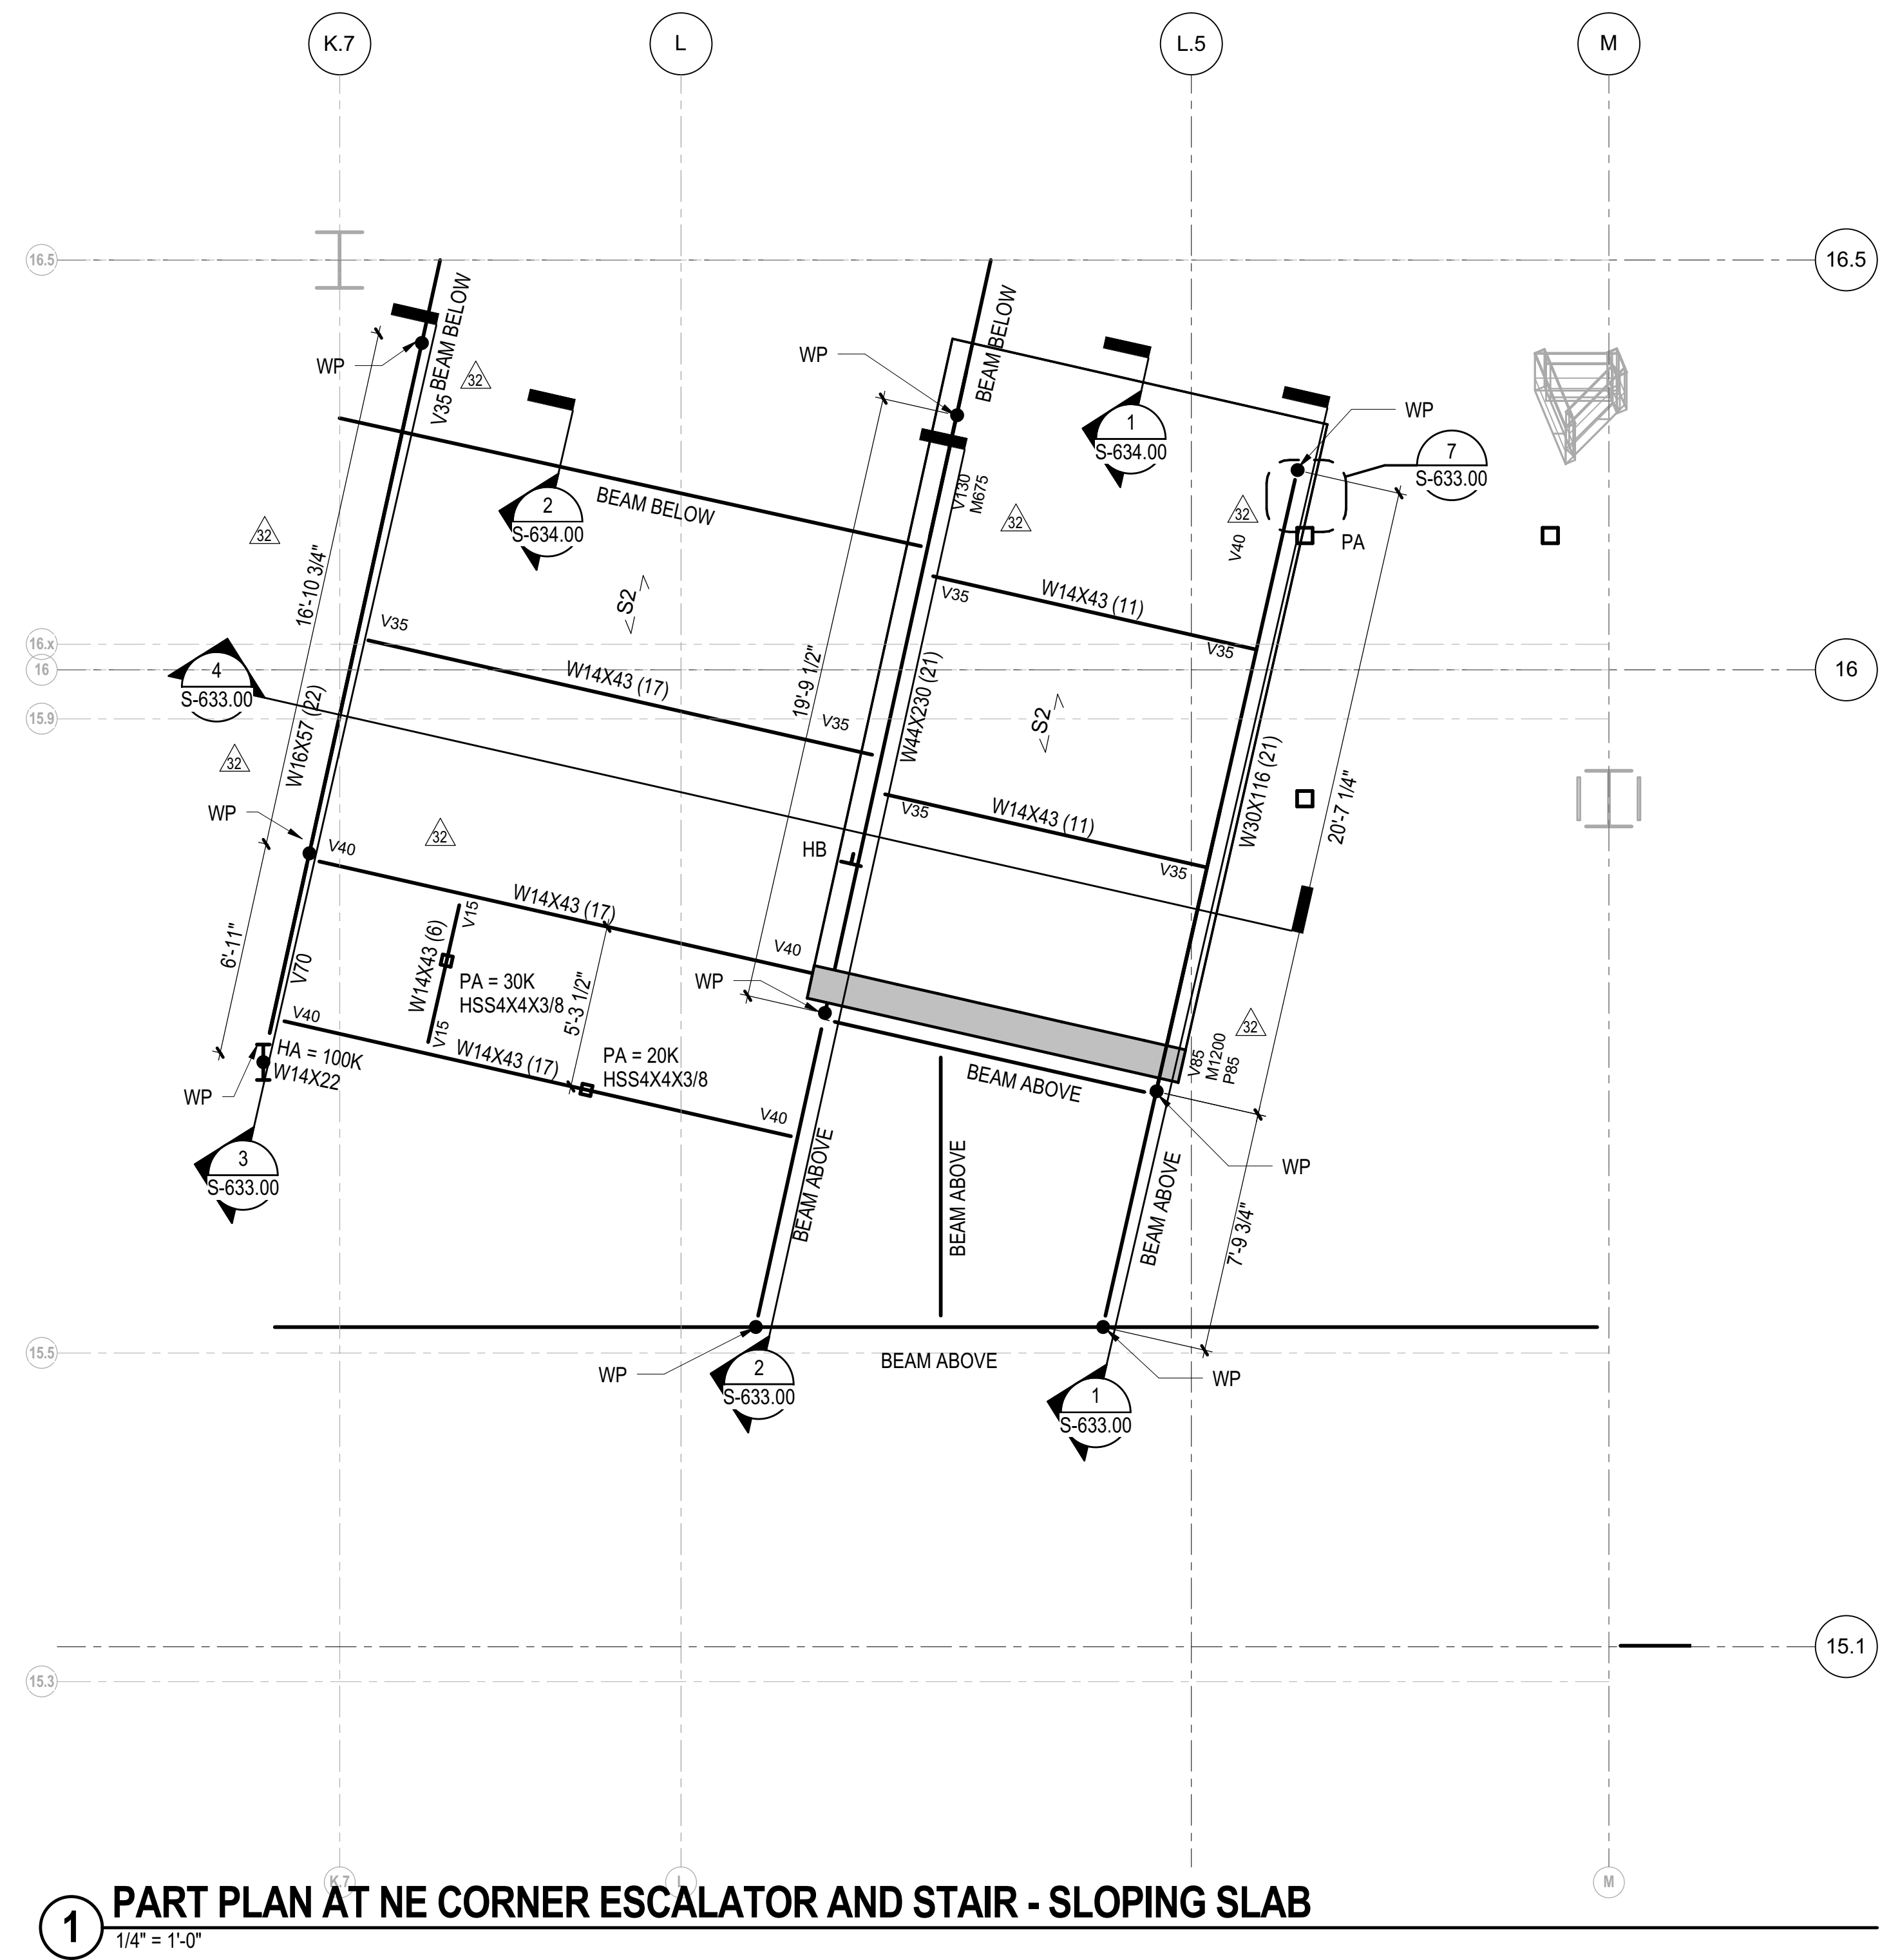 K.7
L
L.5
M
16.5
16.5
V35 BEAM BELOW
BEAM BELOW
WP
WP
32
1
S-634.00
WP
7
S-633.00
BEAM BELOW
2
S-634.00
V130
M675
32
32
32
V40
PA
16'-10 3/4"
<S2>
W14X43 (11)
V35
V35
V35
16.x
16
16
15.9
4
S-633.00
W14X43 (17)
V35
19'-9 1/2"
W44X230 (21)
<S2>
W16X57 (22)
32
W30X116 (21)
20'-7 1/4"
WP
V40
32
HB
W14X43 (11)
V35
V35
W14X43 (17)
V40
6'-11"
V70
W14X43 (6)
V15
V15
PA = 30K
HSS4X4X3/8
5'-3 1/2"
WP
V40
W14X43 (17)
V40
HA = 100K
W14X22
WP
PA = 20K
HSS4X4X3/8
BEAM ABOVE
V85
M1200
P85
32
WP
3
S-633.00
BEAM ABOVE
BEAM ABOVE
BEAM ABOVE
7'-9 3/4"
15.5
BEAM ABOVE
WP
2
S-633.00
WP
1
S-633.00
15.1
15.3
K.7
L
M
1
PART PLAN AT NE CORNER ESCALATOR AND STAIR - SLOPING SLAB
1/4" = 1'-0"